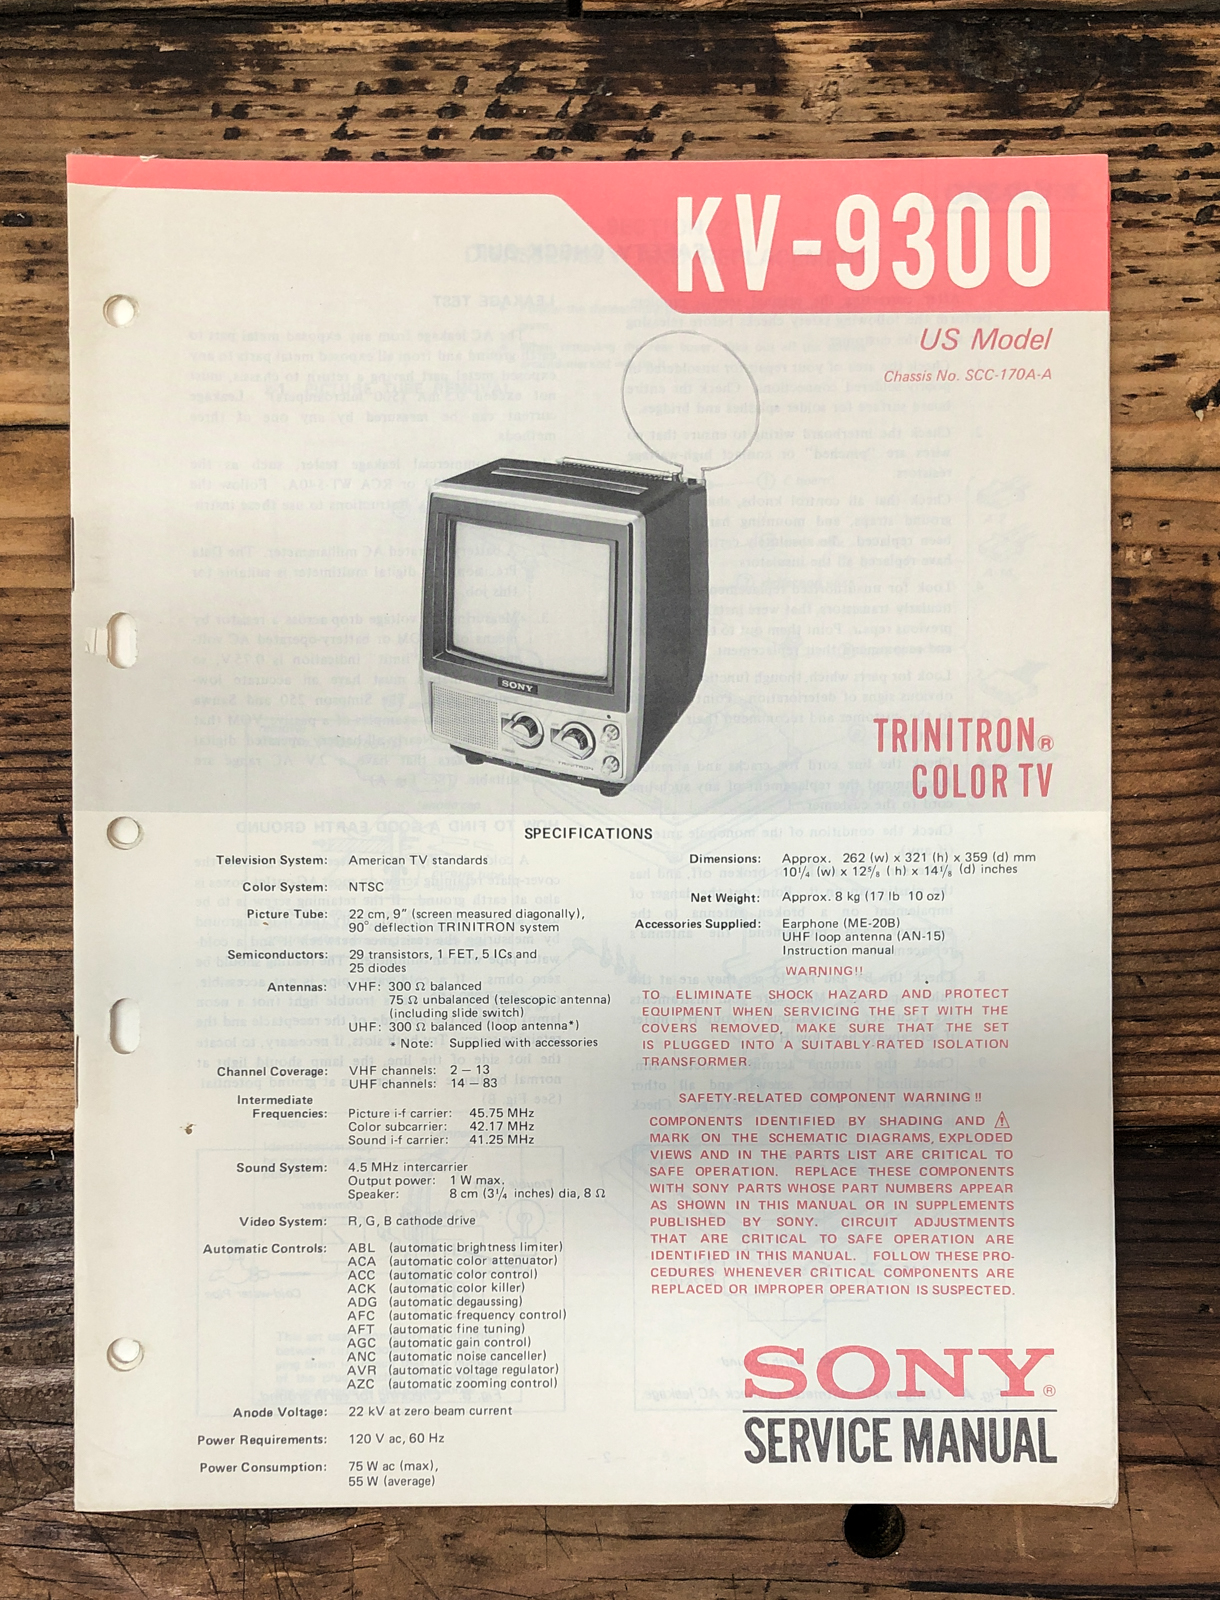 KV-9300
US Model
Chassis No. SCC-170A-A
SONY
TRINITRON
TRINITRON®
COLOR TV
SPECIFICATIONS
Television System: American TV standards
Color System: NTSC
Picture Tube: 22 cm, 9" (screen measured diagonally),
90° deflection TRINITRON system
Semiconductors: 29 transistors, 1 FET, 5 ICs and
25 diodes
Antennas: VHF: 300 Ω balanced
75 Ω unbalanced (telescopic antenna)
(including slide switch)
UHF: 300 Ω balanced (loop antenna*)
* Note: Supplied with accessories
Channel Coverage: VHF channels: 2 – 13
UHF channels: 14 – 83
Intermediate
Frequencies: Picture i-f carrier: 45.75 MHz
Color subcarrier: 42.17 MHz
Sound i-f carrier: 41.25 MHz
Sound System: 4.5 MHz intercarrier
Output power: 1 W max.
Speaker: 8 cm (3¼ inches) dia, 8 Ω
Video System: R, G, B cathode drive
Automatic Controls: ABL (automatic brightness limiter)
ACA (automatic color attenuator)
ACC (automatic color control)
ACK (automatic color killer)
ADG (automatic degaussing)
AFC (automatic frequency control)
AFT (automatic fine tuning)
AGC (automatic gain control)
ANC (automatic noise canceller)
AVR (automatic voltage regulator)
AZC (automatic zooming control)
Anode Voltage: 22 kV at zero beam current
Power Requirements: 120 V ac, 60 Hz
Power Consumption: 75 W ac (max),
55 W (average)
Dimensions: Approx. 262 (w) x 321 (h) x 359 (d) mm
10¼ (w) x 12⅝ (h) x 14⅛ (d) inches
Net Weight: Approx. 8 kg (17 lb 10 oz)
Accessories Supplied: Earphone (ME-20B)
UHF loop antenna (AN-15)
Instruction manual
WARNING!!
TO ELIMINATE SHOCK HAZARD AND PROTECT
EQUIPMENT WHEN SERVICING THE SET WITH THE
COVERS REMOVED, MAKE SURE THAT THE SET
IS PLUGGED INTO A SUITABLY-RATED ISOLATION
TRANSFORMER.
SAFETY-RELATED COMPONENT WARNING!!
COMPONENTS IDENTIFIED BY SHADING AND ⚠
MARK ON THE SCHEMATIC DIAGRAMS, EXPLODED
VIEWS AND IN THE PARTS LIST ARE CRITICAL TO
SAFE OPERATION. REPLACE THESE COMPONENTS
WITH SONY PARTS WHOSE PART NUMBERS APPEAR
AS SHOWN IN THIS MANUAL OR IN SUPPLEMENTS
PUBLISHED BY SONY. CIRCUIT ADJUSTMENTS
THAT ARE CRITICAL TO SAFE OPERATION ARE
IDENTIFIED IN THIS MANUAL. FOLLOW THESE PRO-
CEDURES WHENEVER CRITICAL COMPONENTS ARE
REPLACED OR IMPROPER OPERATION IS SUSPECTED.
SONY®
SERVICE MANUAL